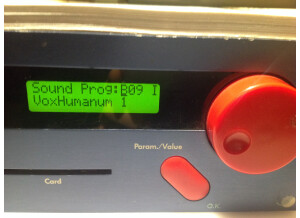 Sound Prog:B09 I
VoxHumanum 1
Param./Value
Card